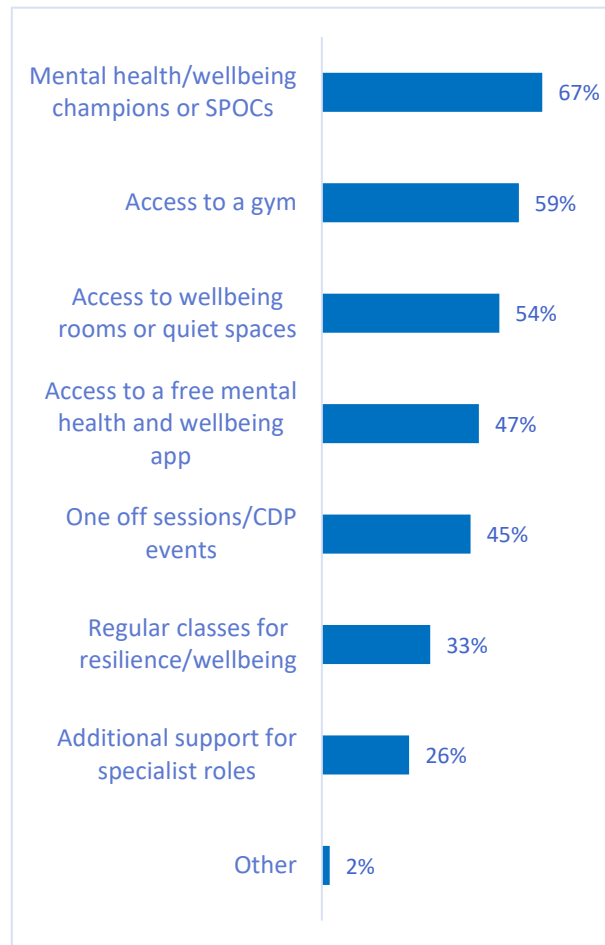 Mental health/wellbeing
champions or SPOCs
67%
Access to a gym
59%
Access to wellbeing
rooms or quiet spaces
54%
Access to a free mental
health and wellbeing
app
47%
One off sessions/CDP
events
45%
Regular classes for
resilience/wellbeing
33%
Additional support for
specialist roles
26%
Other
2%